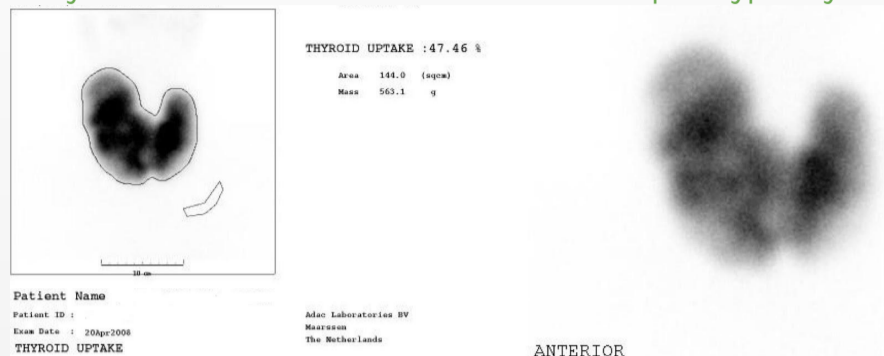 THYROID UPTAKE :47.46 %
Area 144.0 (sqcm)
Mass 563.1 g
10 cm
Patient Name
Patient ID :
Exam Date : 20Apr2008
THYROID UPTAKE
Adac Laboratories BV
Maarssen
The Netherlands
ANTERIOR